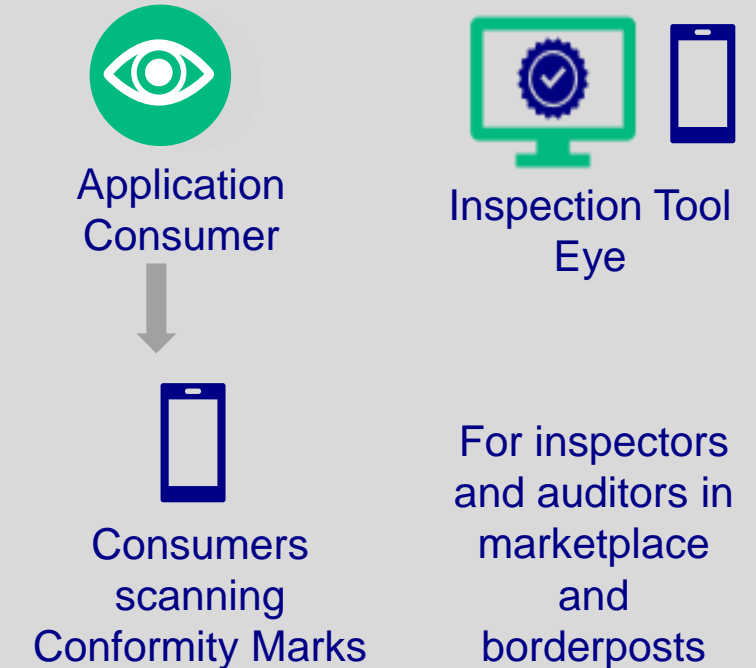 Application
Consumer
Inspection Tool
Eye
Consumers
scanning
Conformity Marks
For inspectors
and auditors in
marketplace
and
borderposts